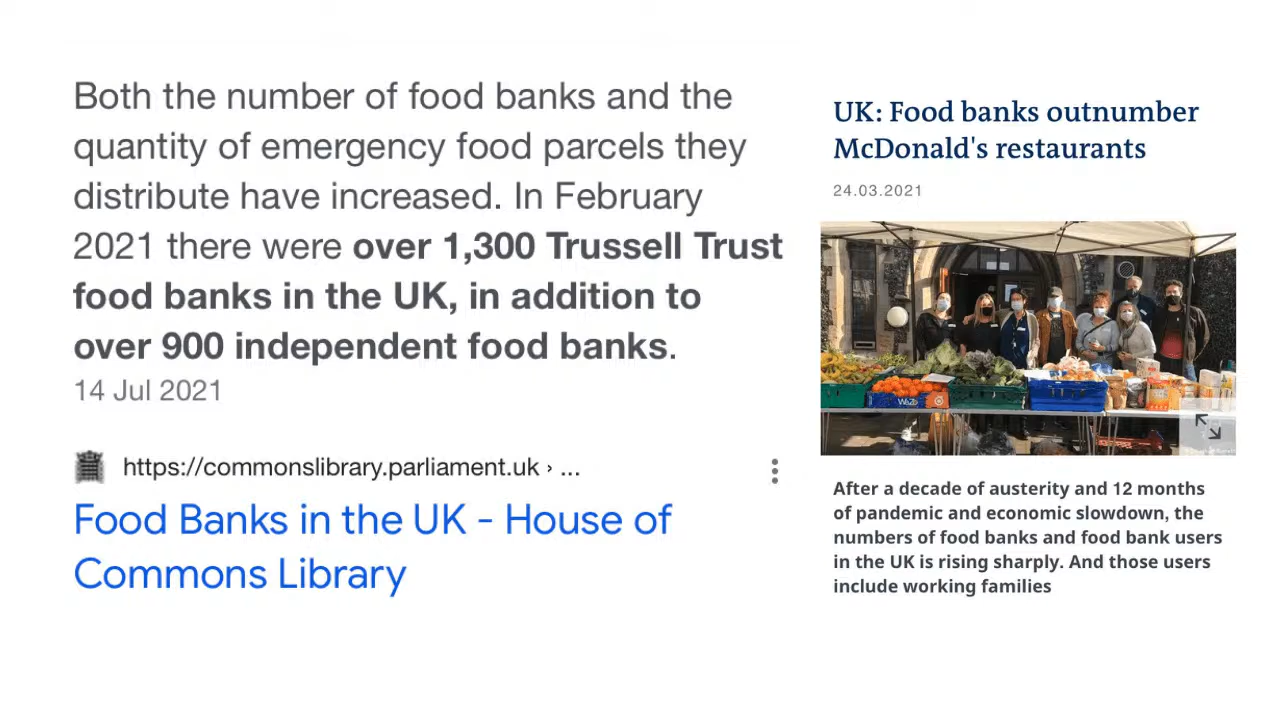 Both the number of food banks and the
quantity of emergency food parcels they
distribute have increased. In February
2021 there were over 1,300 Trussell Trust
food banks in the UK, in addition to
over 900 independent food banks.
14 Jul 2021
https://commonslibrary.parliament.uk › ...
Food Banks in the UK - House of
Commons Library
UK: Food banks outnumber
McDonald's restaurants
24.03.2021
After a decade of austerity and 12 months
of pandemic and economic slowdown, the
numbers of food banks and food bank users
in the UK is rising sharply. And those users
include working families